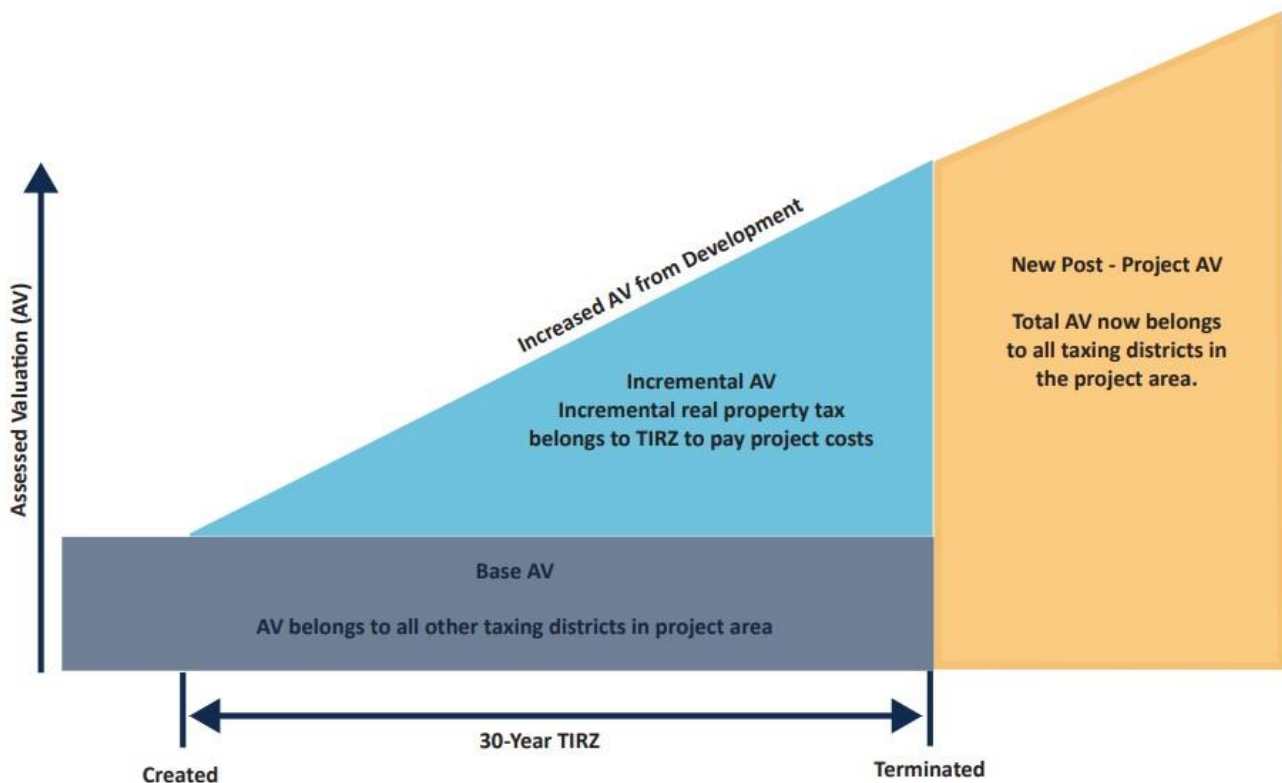 Assessed Valuation (AV)
Increased AV from Development
Incremental AV
Incremental real property tax
belongs to TIRZ to pay project costs
New Post - Project AV
Total AV now belongs
to all taxing districts in
the project area.
Base AV
AV belongs to all other taxing districts in project area
30-Year TIRZ
Created
Terminated